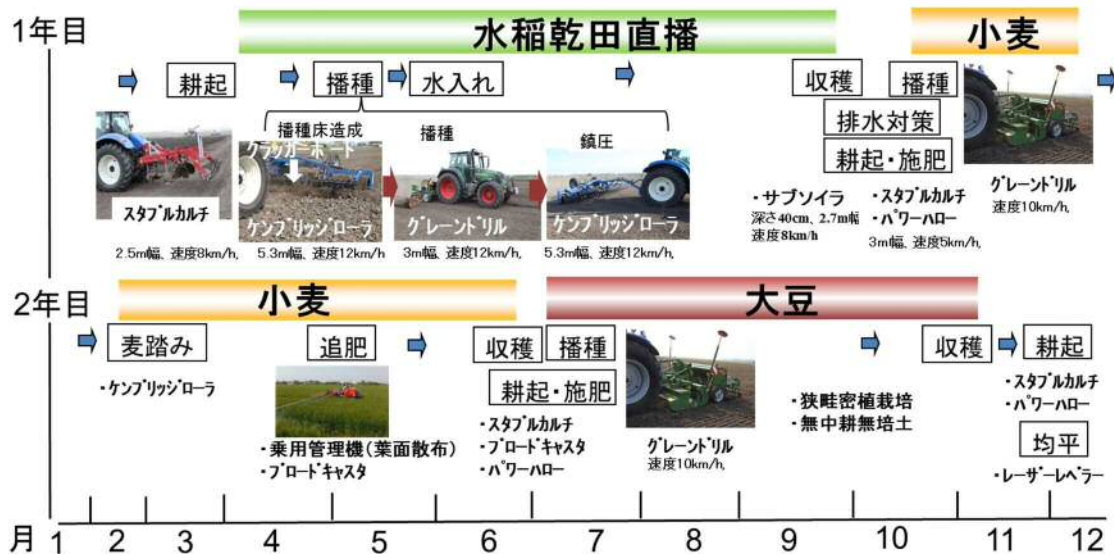 1年目
水稲乾田直播
小麦
耕起
播種
水入れ
収穫
播種
排水対策
耕起・施肥
播種床造成
播種
鎮圧
クラッカーボード
スタブルカルチ
ケンブリッジローラ
グレーンドリル
ケンブリッジローラ
2.5m幅、速度8km/h,
5.3m幅、速度12km/h
3m幅、速度12km/h,
5.3m幅、速度12km/h,
・サブソイラ
深さ40cm、2.7m幅
速度8km/h
・スタブルカルチ
・パワーハロー
3m幅、速度5km/h,
グレーンドリル
速度10km/h,
2年目
小麦
大豆
麦踏み
・ケンブリッジローラ
追肥
・乗用管理機(葉面散布)
・ブロードキャスタ
収穫
播種
耕起・施肥
・スタブルカルチ
・ブロードキャスタ
・パワーハロー
グレーンドリル
速度10km/h,
・狭畦密植栽培
・無中耕無培土
収穫
耕起
・スタブルカルチ
・パワーハロー
均平
・レーザーレベラー
月 1 2 3 4 5 6 7 8 9 10 11 12